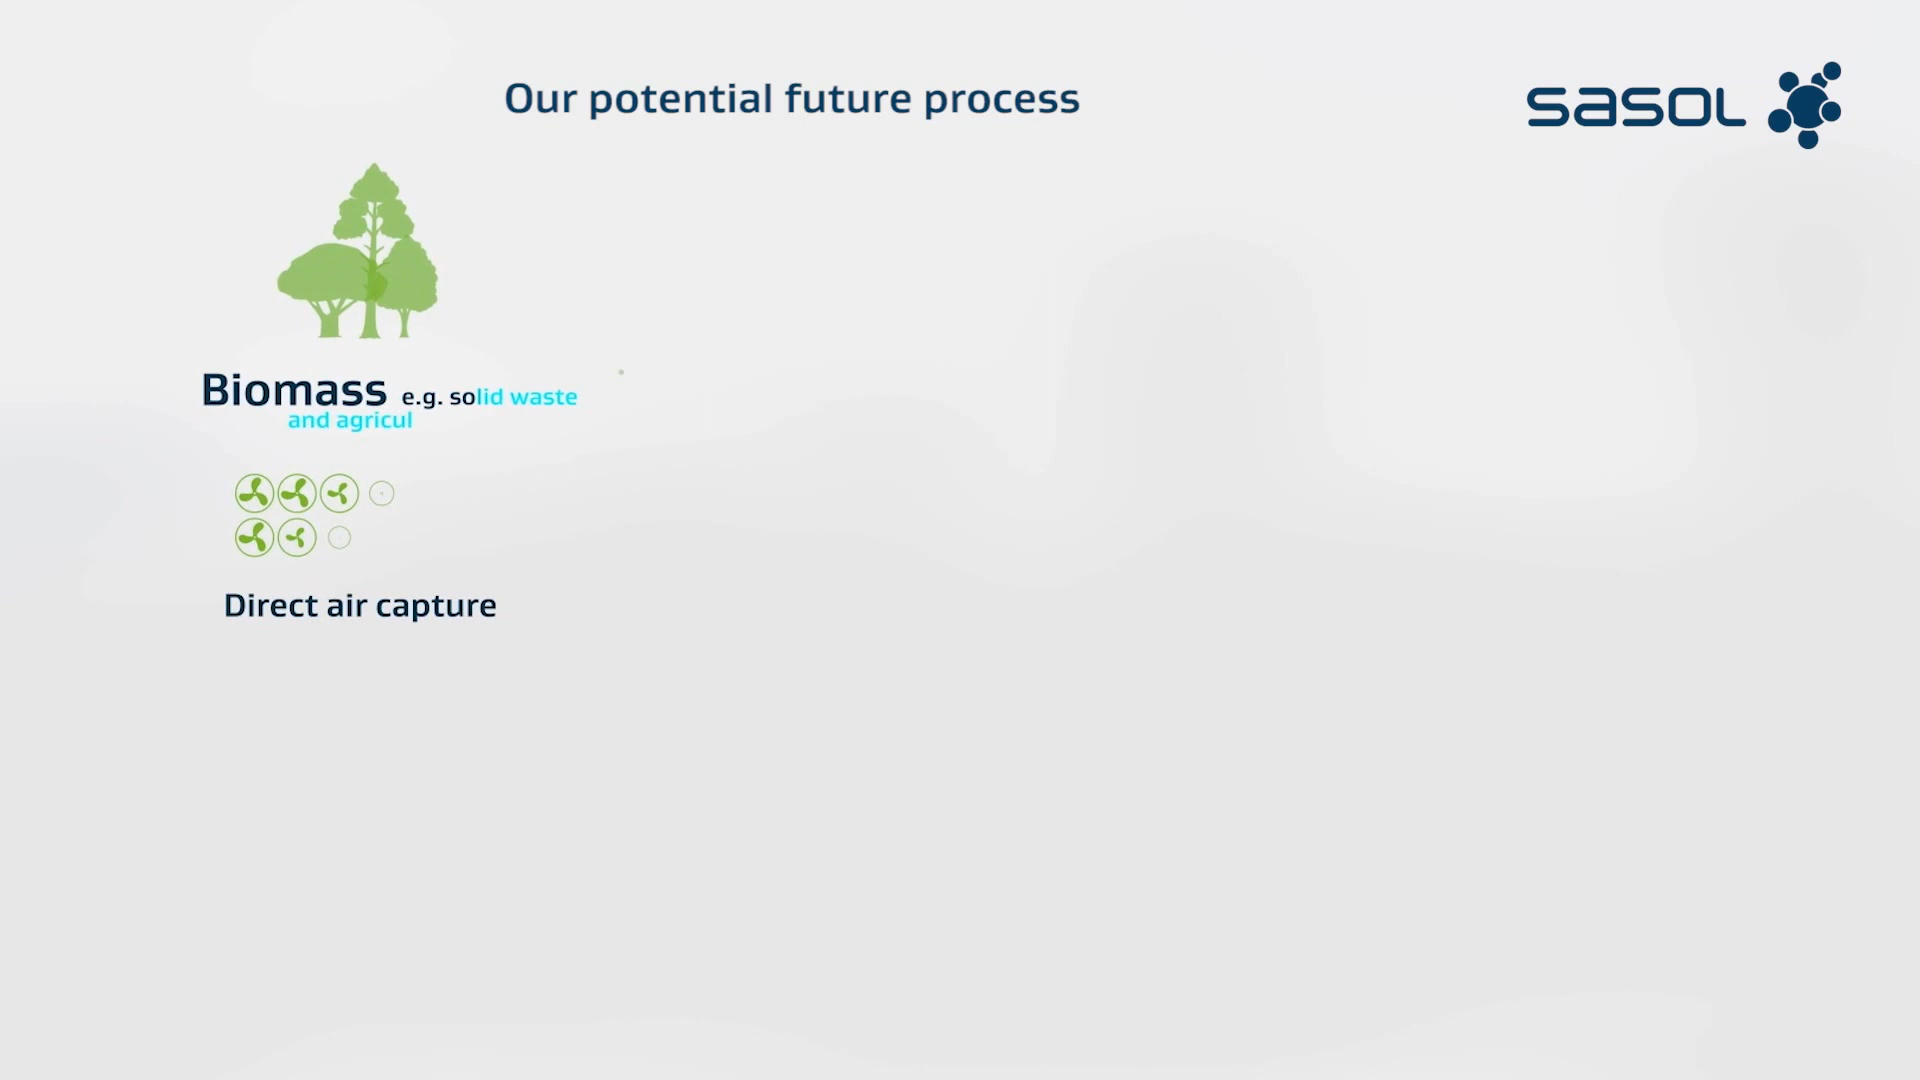 Our potential future process
sasol
Biomass e.g. solid waste
and agricul
Direct air capture